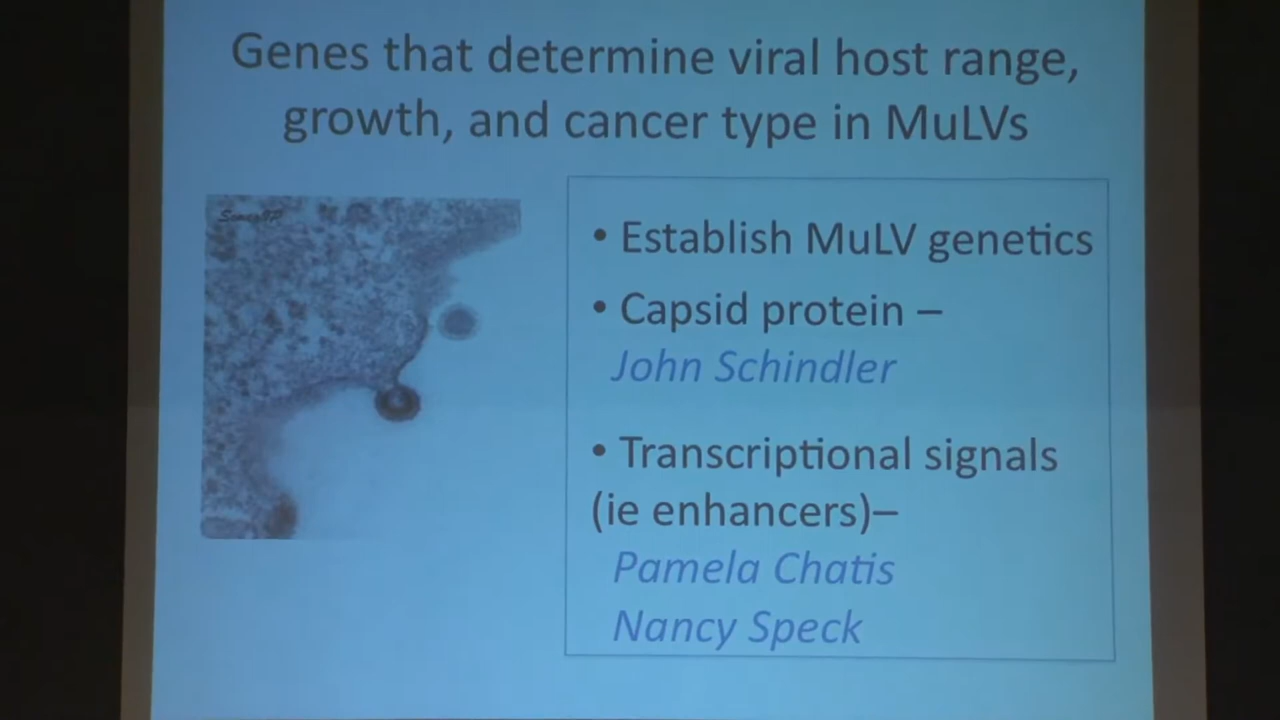 Genes that determine viral host range,
growth, and cancer type in MuLVs
• Establish MuLV genetics
• Capsid protein –
John Schindler
• Transcriptional signals
(ie enhancers)–
Pamela Chatis
Nancy Speck